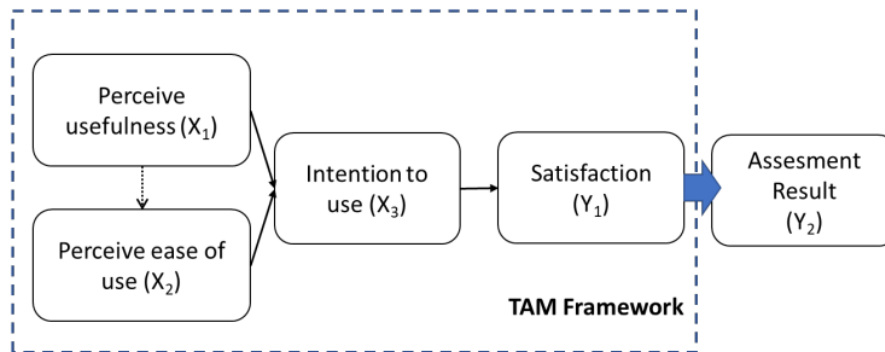 Perceive
usefulness (X₁)
Perceive ease of
use (X₂)
Intention to
use (X₃)
Satisfaction
(Y₁)
Assesment
Result
(Y₂)
TAM Framework